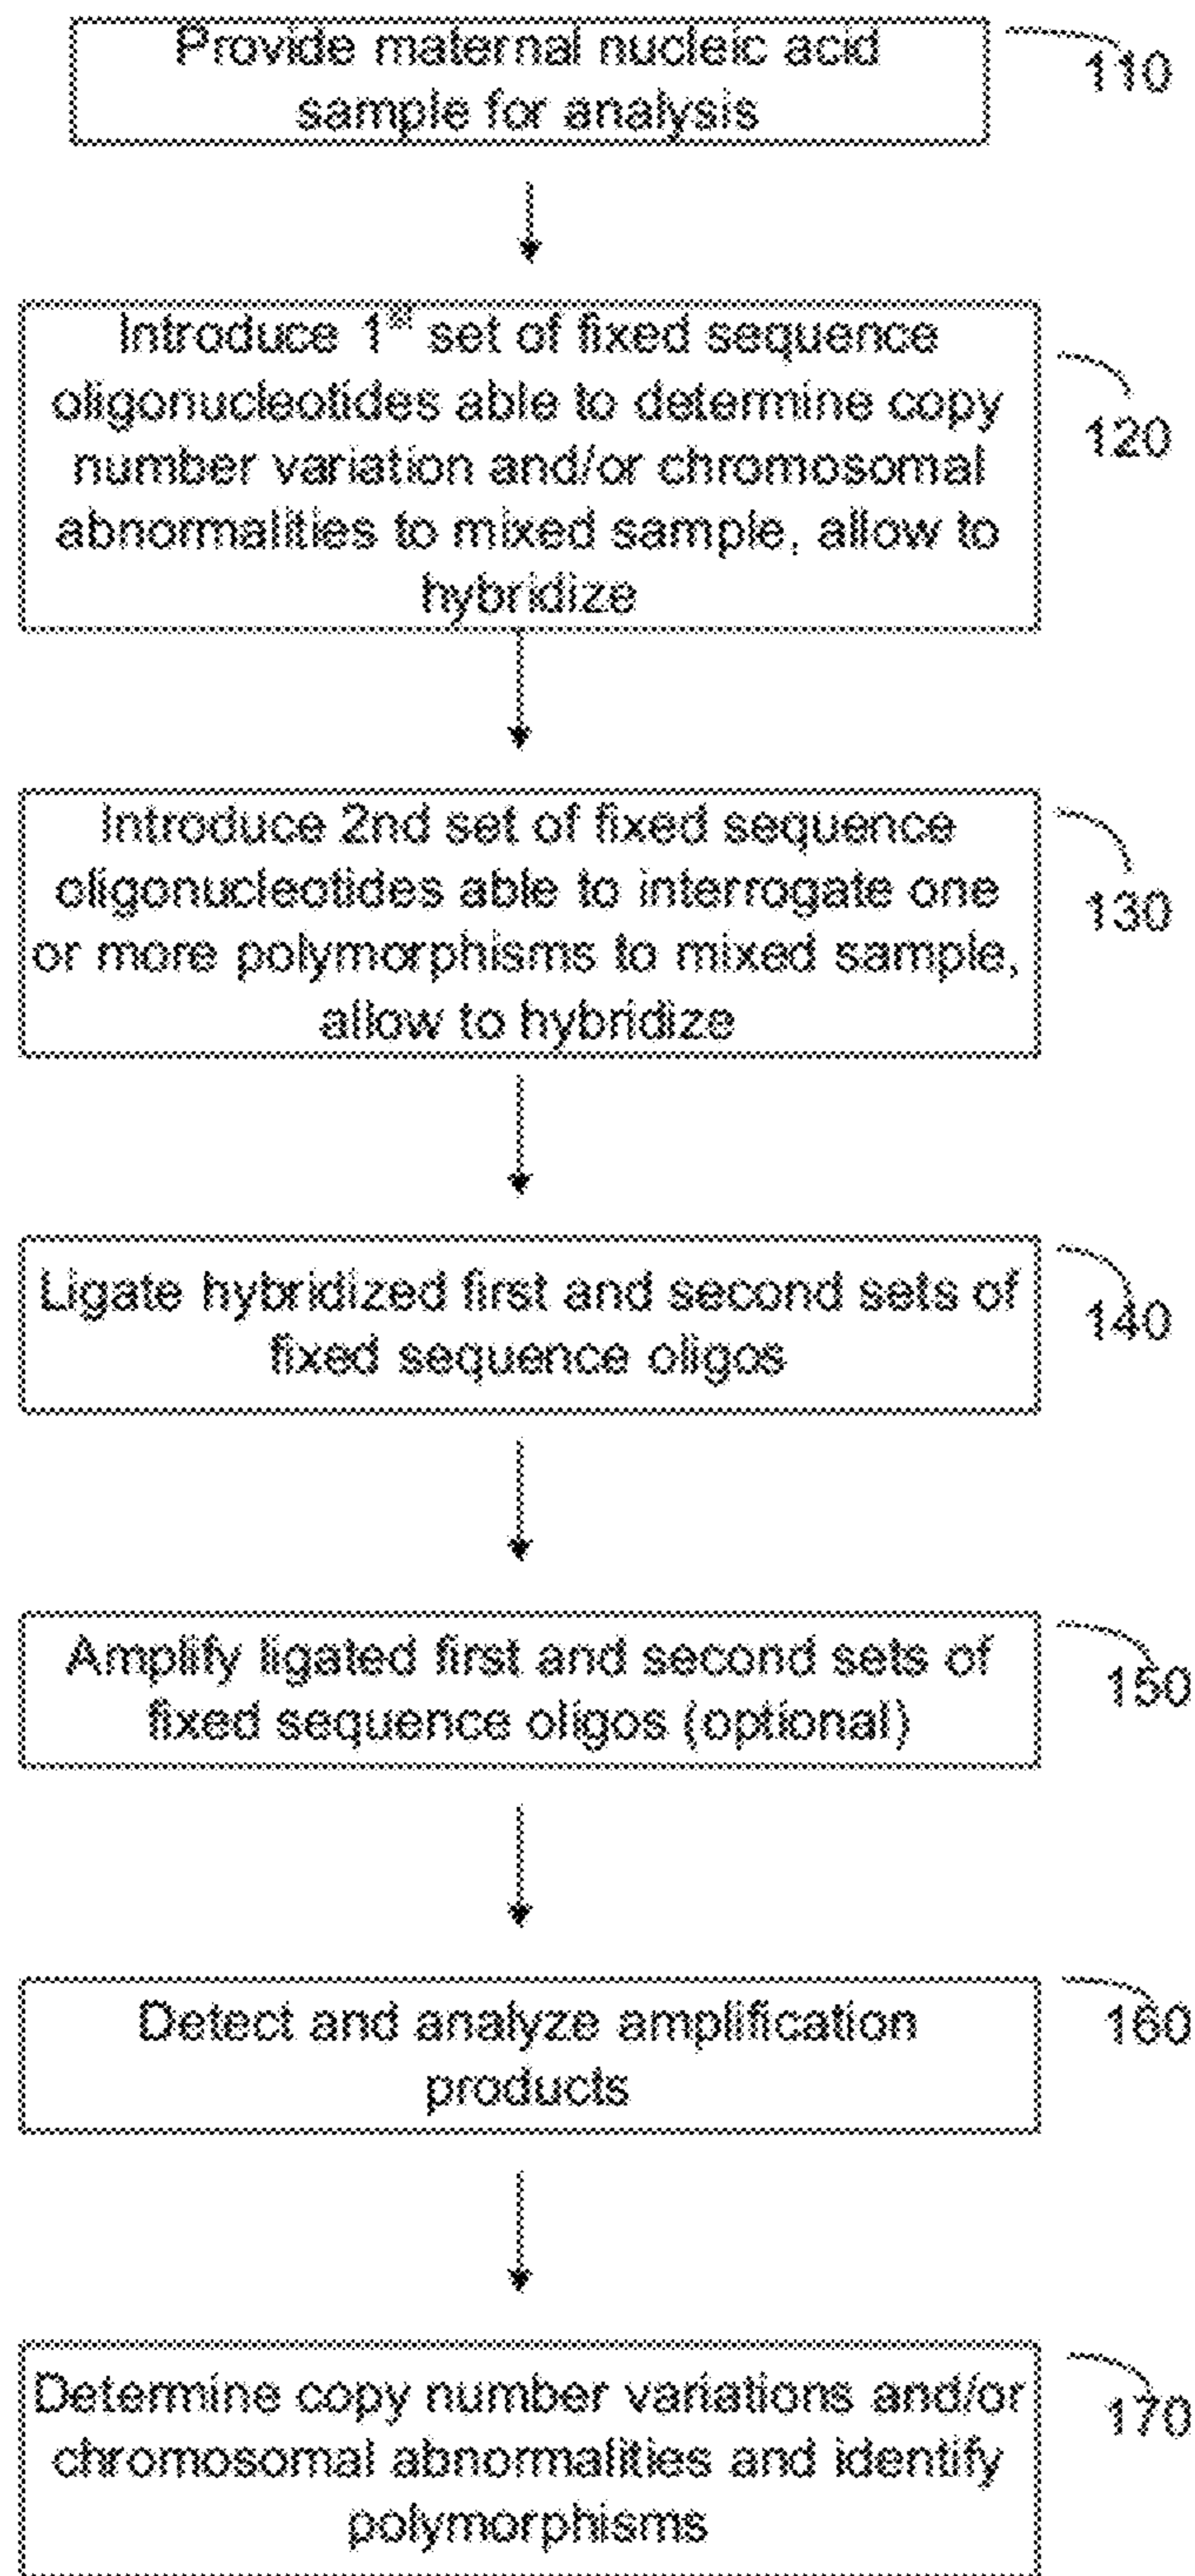 Provide maternal nucleic acid
sample for analysis
110
Introduce 1st set of fixed sequence
oligonucleotides able to determine copy
number variation and/or chromosomal
abnormalities to mixed sample, allow to
hybridize
120
Introduce 2nd set of fixed sequence
oligonucleotides able to interrogate one
or more polymorphisms to mixed sample,
allow to hybridize
130
Ligate hybridized first and second sets of
fixed sequence oligos
140
Amplify ligated first and second sets of
fixed sequence oligos (optional)
150
Detect and analyze amplification
products
160
Determine copy number variations and/or
chromosomal abnormalities and identify
polymorphisms
170